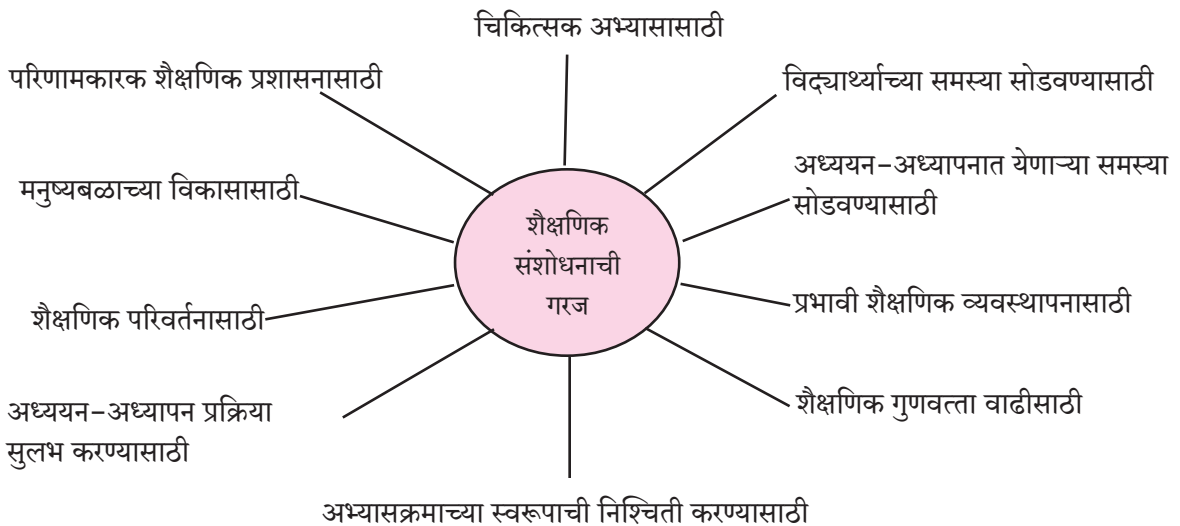 चिकित्सक अभ्यासासाठी
परिणामकारक शैक्षणिक प्रशासनासाठी
विद्यार्थ्याच्या समस्या सोडवण्यासाठी
मनुष्यबळाच्या विकासासाठी
अध्ययन-अध्यापनात येणाऱ्या समस्या
सोडवण्यासाठी
शैक्षणिक
संशोधनाची
गरज
शैक्षणिक परिवर्तनासाठी
प्रभावी शैक्षणिक व्यवस्थापनासाठी
अध्ययन-अध्यापन प्रक्रिया
सुलभ करण्यासाठी
शैक्षणिक गुणवत्ता वाढीसाठी
अभ्यासक्रमाच्या स्वरूपाची निश्चिती करण्यासाठी